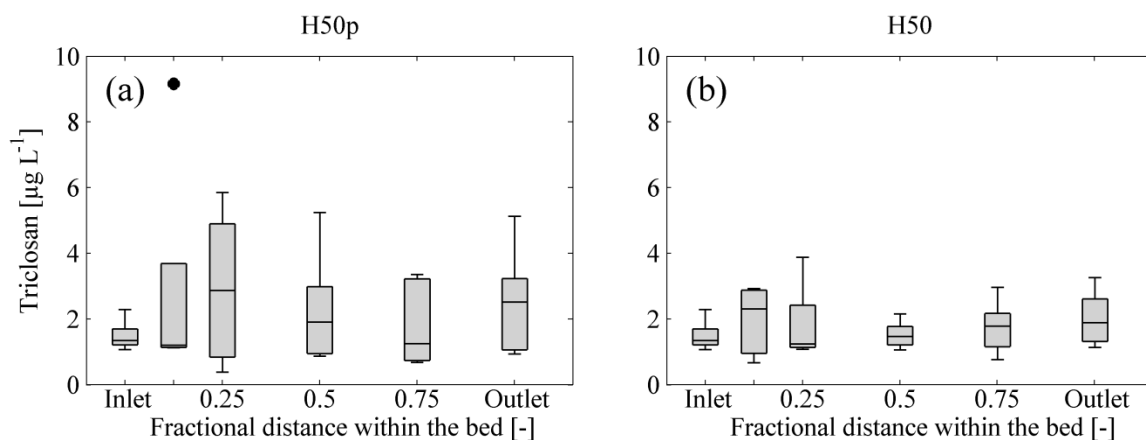 H50p
H50
(a)
(b)
Triclosan [µg L⁻¹]
10
8
6
4
2
0
10
8
6
4
2
0
Inlet 0.25 0.5 0.75 Outlet
Inlet 0.25 0.5 0.75 Outlet
Fractional distance within the bed [-]
Fractional distance within the bed [-]